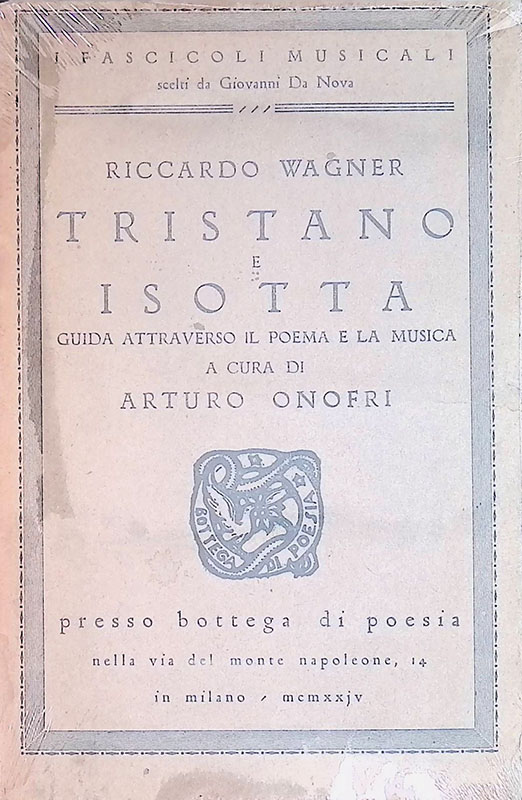 I FASCICOLI MUSICALI
scelti da Giovanni Da Nova
RICCARDO WAGNER
TRISTANO
E
ISOTTA
GUIDA ATTRAVERSO IL POEMA E LA MUSICA
A CURA DI
ARTURO ONOFRI
BOTTEGA DI POESIA
presso bottega di poesia
nella via del monte napoleone, 14
in milano / mcmxxjv